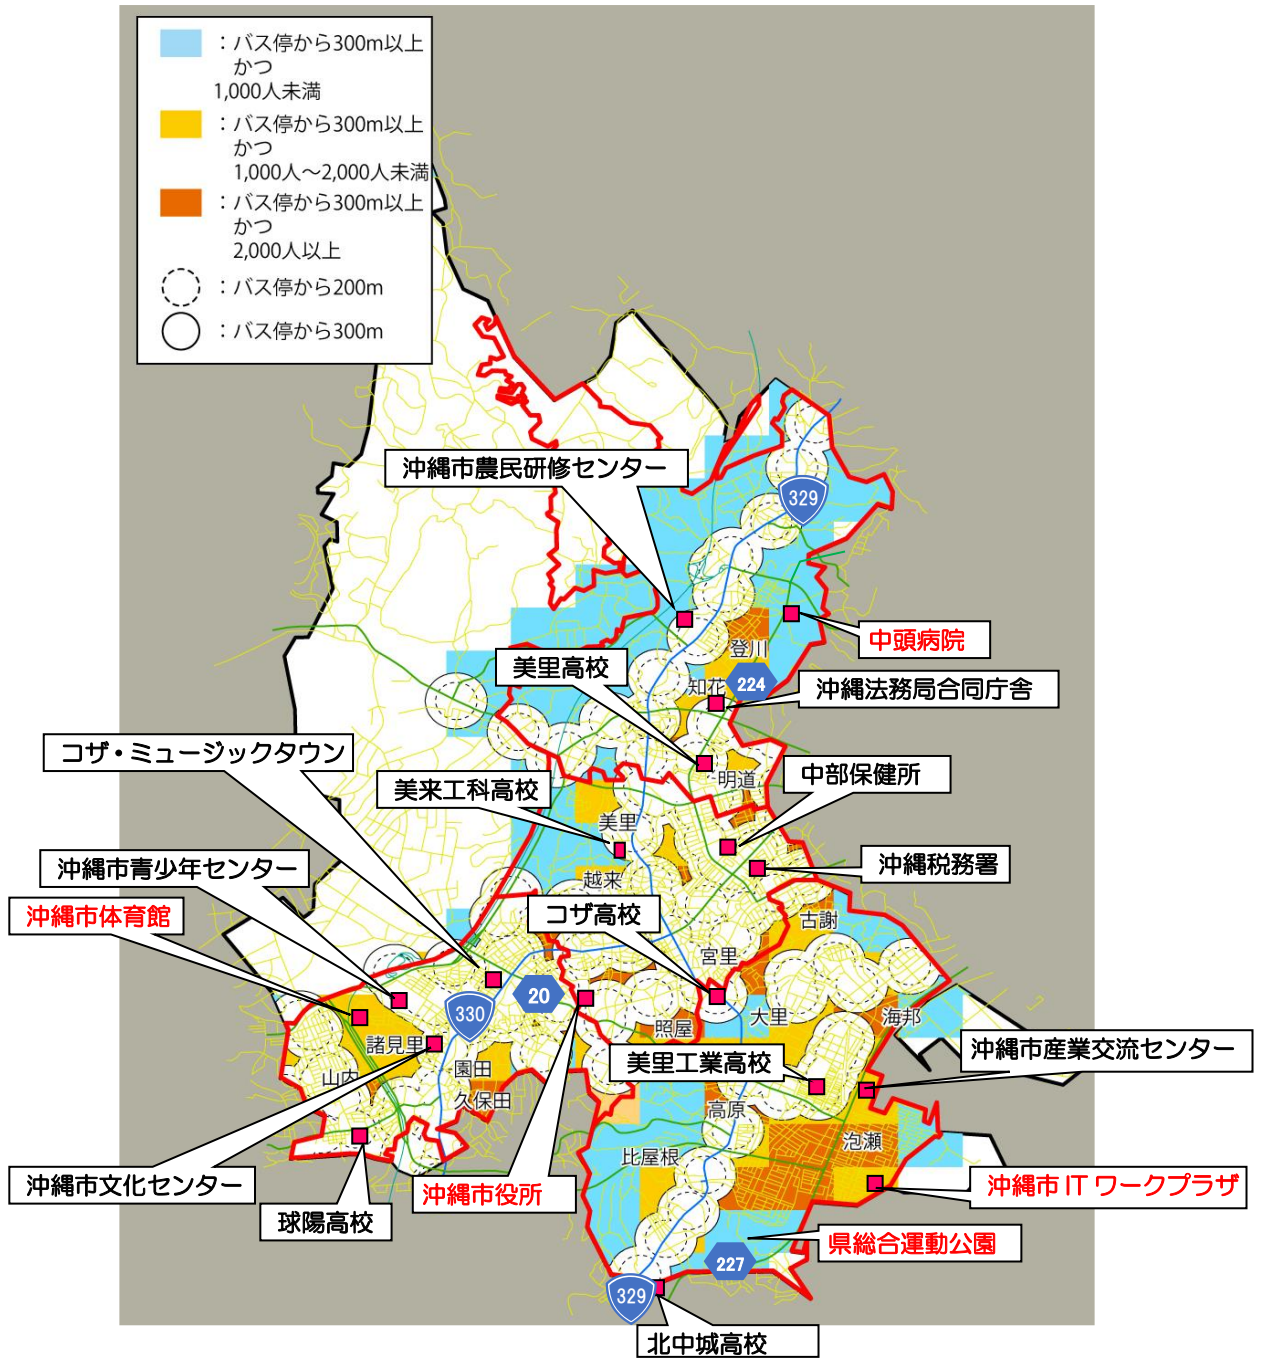 ：バス停から300m以上
かつ
1,000人未満
：バス停から300m以上
かつ
1,000人～2,000人未満
：バス停から300m以上
かつ
2,000人以上
：バス停から200m
：バス停から300m
沖縄市農民研修センター
329
中頭病院
登川
美里高校
知花
224
沖縄法務局合同庁舎
コザ・ミュージックタウン
美来工科高校
明道
中部保健所
美里
沖縄市青少年センター
越来
沖縄税務署
沖縄市体育館
コザ高校
古謝
宮里
20
330
照屋
大里
海邦
諸見里
園田
美里工業高校
沖縄市産業交流センター
山内
久保田
高原
泡瀬
比屋根
沖縄市文化センター
球陽高校
沖縄市役所
沖縄市 IT ワークプラザ
県総合運動公園
227
329
北中城高校